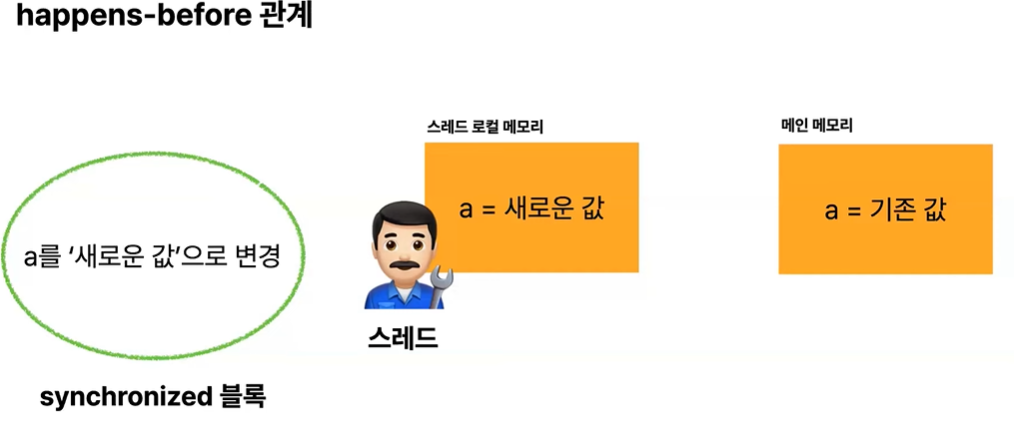 happens-before 관계
스레드 로컬 메모리
메인 메모리
a = 새로운 값
a = 기존 값
a를 ‘새로운 값’으로 변경
스레드
synchronized 블록